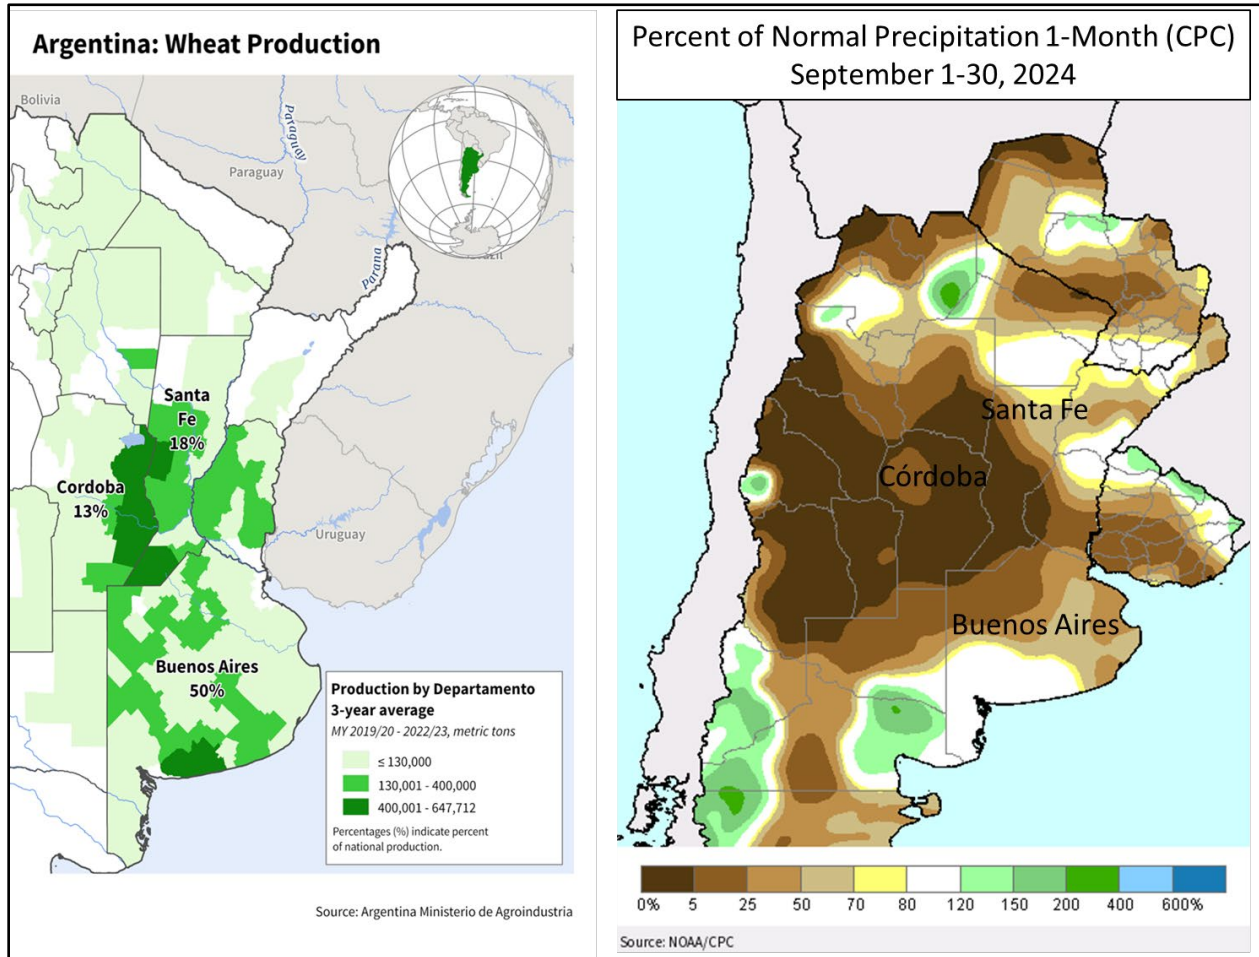 Argentina: Wheat Production
Bolivia
Paraguay
Paraguay
Parana
Santa
Fe
18%
Cordoba
13%
Uruguay
Buenos Aires
50%
Production by Departamento
3-year average
MY 2019/20 - 2022/23, metric tons
≤ 130,000
130,001 - 400,000
400,001 - 647,712
Percentages (%) indicate percent
of national production.
Source: Argentina Ministerio de Agroindustria
Percent of Normal Precipitation 1-Month (CPC)
September 1-30, 2024
Santa Fe
Córdoba
Buenos Aires
0% 5 25 50 70 80 120 150 200 400 600%
Source: NOAA/CPC